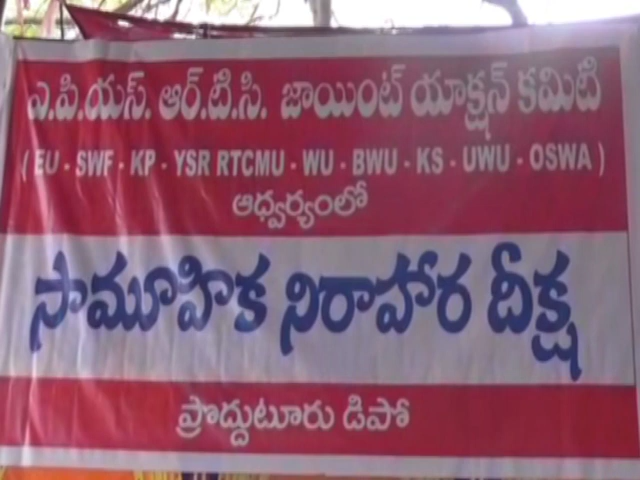 ఎ.పి.యస్. ఆర్.టి.సి. జాయింట్ యాక్షన్ కమిటి
( EU - SWF - KP - YSR RTCMU - WU - BWU - KS - UWU - OSWA )
ఆధ్వర్యంలో
సామూహిక నిరాహార దీక్ష
ప్రొద్దుటూరు డిపో